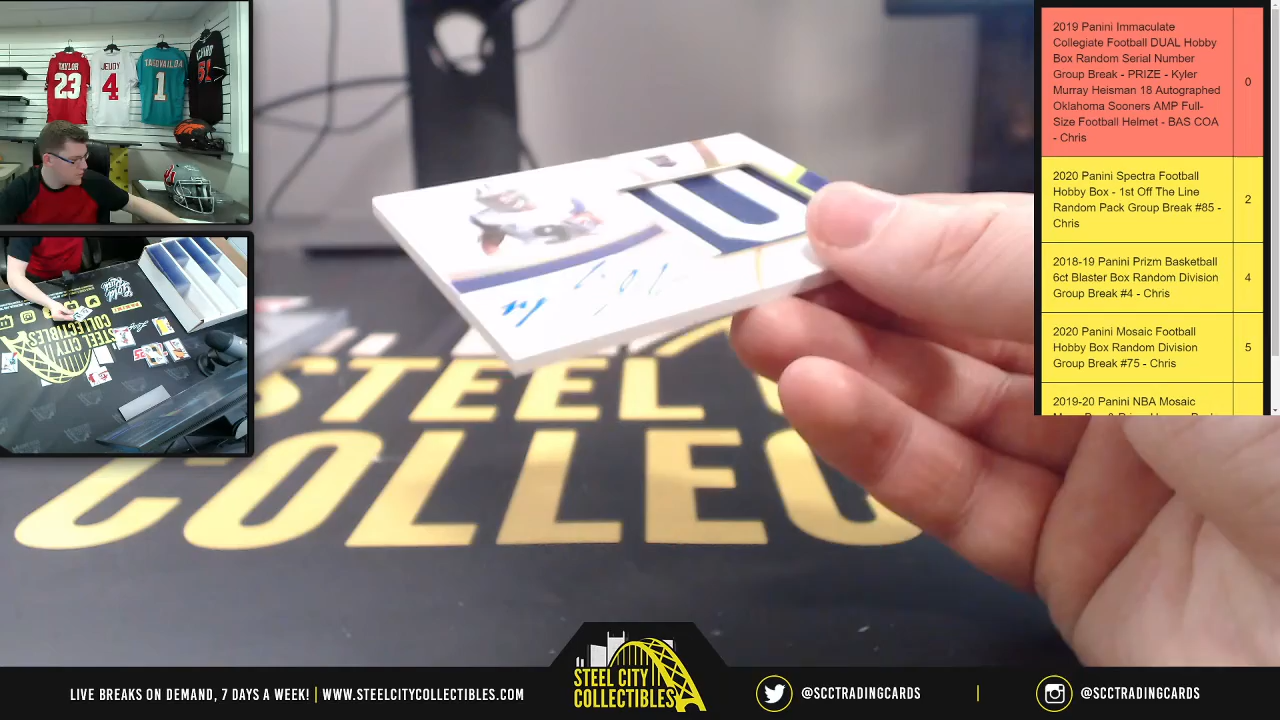 TAYLOR
23
JEUDY
4
TAGOVAILOA
1
51
2019 Panini Immaculate
Collegiate Football DUAL Hobby
Box Random Serial Number
Group Break - PRIZE - Kyler
Murray Heisman 18 Autographed
Oklahoma Sooners AMP Full-
Size Football Helmet - BAS COA
- Chris
0
2020 Panini Spectra Football
Hobby Box - 1st Off The Line
Random Pack Group Break #85 -
Chris
2
2018-19 Panini Prizm Basketball
6ct Blaster Box Random Division
Group Break #4 - Chris
4
2020 Panini Mosaic Football
Hobby Box Random Division
Group Break #75 - Chris
5
2019-20 Panini NBA Mosaic
STEEL
COLLEC
LIVE BREAKS ON DEMAND, 7 DAYS A WEEK! | WWW.STEELCITYCOLLECTIBLES.COM
STEEL CITY
COLLECTIBLES
@SCCTRADINGCARDS
|
@SCCTRADINGCARDS